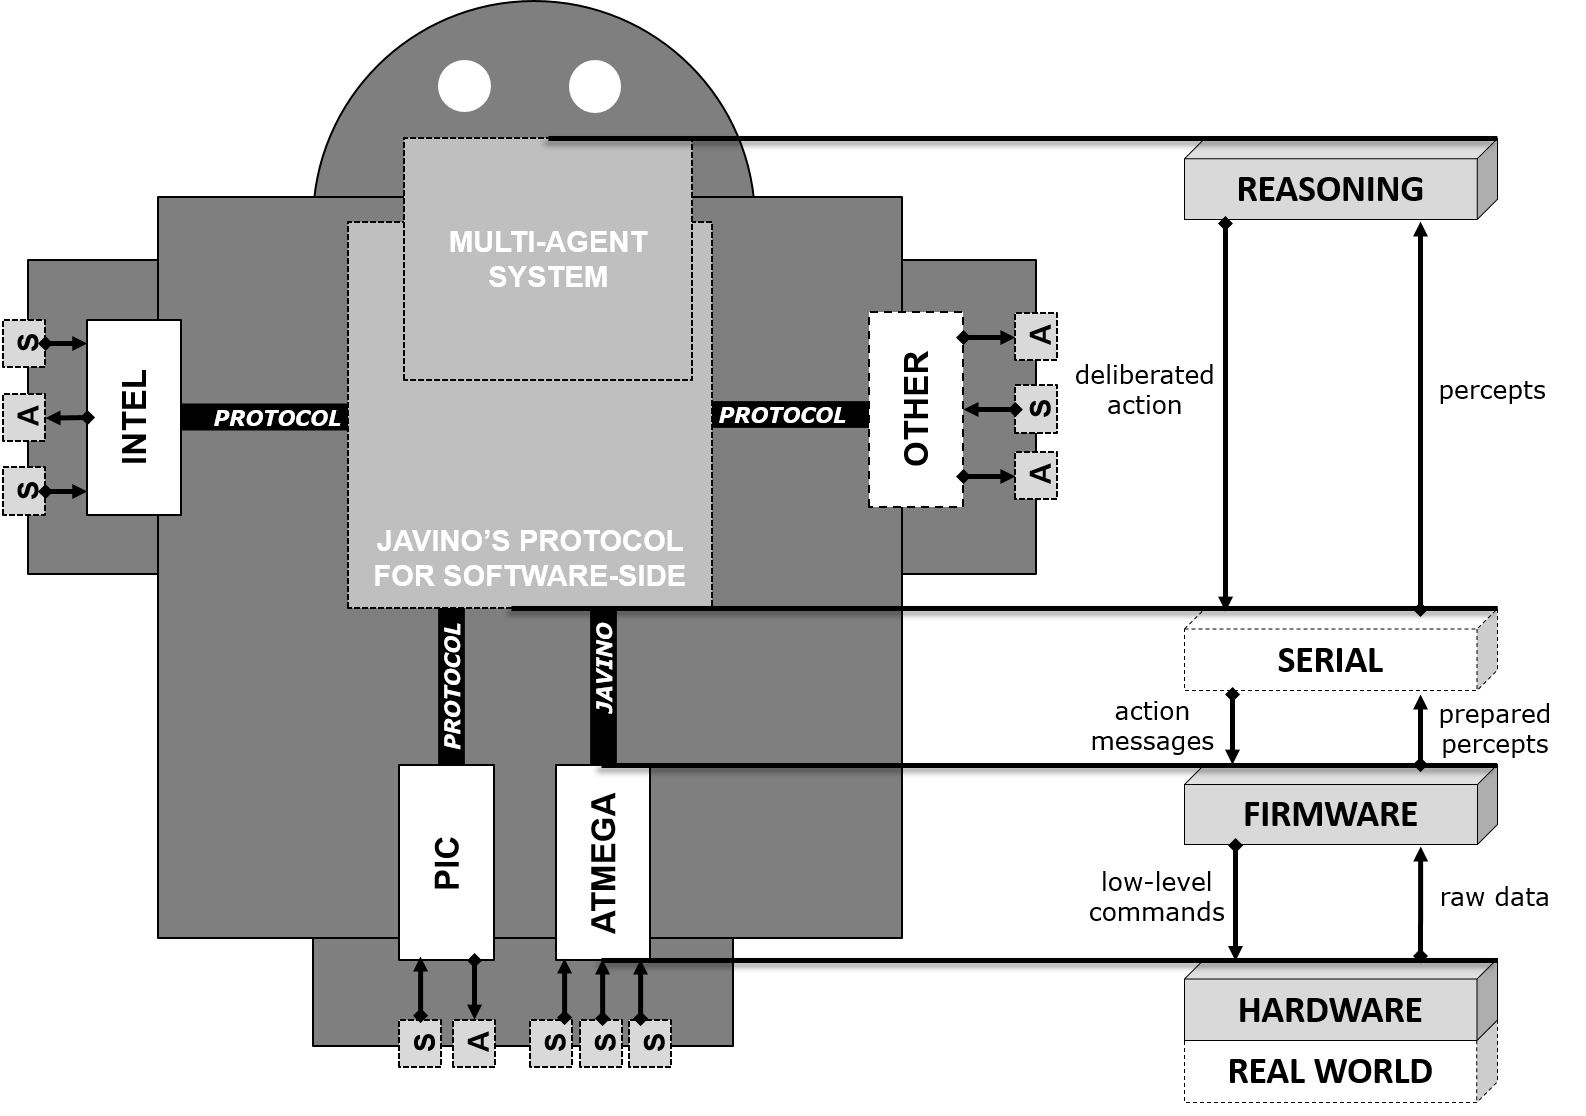 MULTI-AGENT
SYSTEM
JAVINO'S PROTOCOL
FOR SOFTWARE-SIDE
S
A
S
INTEL
PROTOCOL
PROTOCOL
OTHER
A
S
A
PROTOCOL
JAVINO
PIC
ATMEGA
S
A
S
S
S
REASONING
deliberated
action
percepts
SERIAL
action
messages
prepared
percepts
FIRMWARE
low-level
commands
raw data
HARDWARE
REAL WORLD